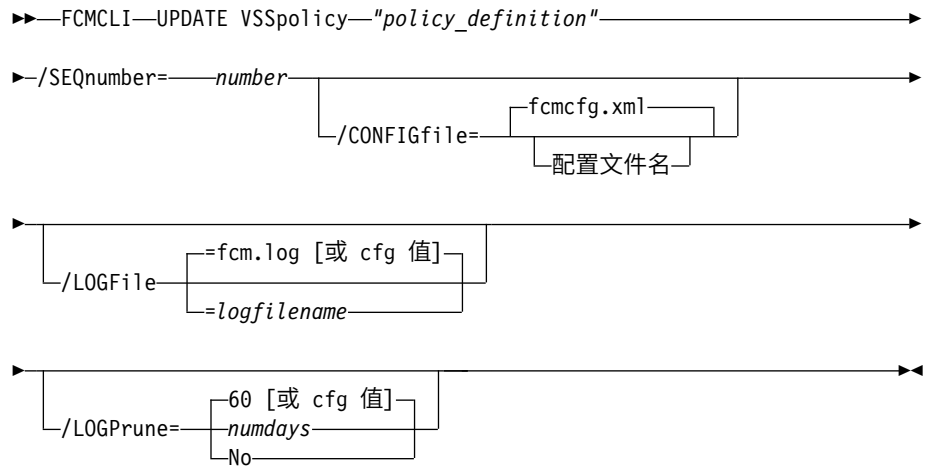 FCMCLI UPDATE VSSpolicy "policy_definition"
/SEQnumber= number
fcmcfg.xml
/CONFIGfile=
配置文件名
=fcm.log [或 cfg 值]
/LOGFile
=logfilename
60 [或 cfg 值]
/LOGPrune= numdays
No